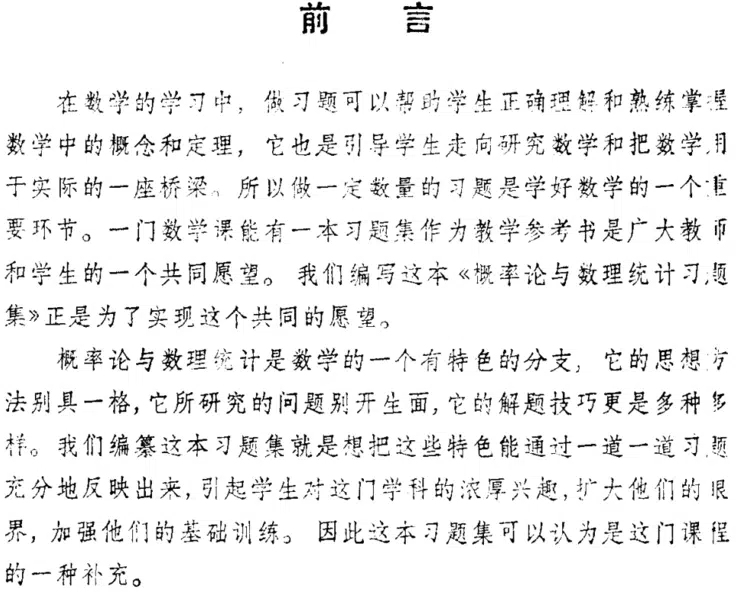 前言
在数学的学习中，做习题可以帮助学生正确理解和熟练掌握
数学中的概念和定理，它也是引导学生走向研究数学和把数学用
于实际的一座桥梁。所以做一定数量的习题是学好数学的一个重
要环节。一门数学课能有一本习题集作为教学参考书是广大教师
和学生的一个共同愿望。我们编写这本《概率论与数理统计习题
集》正是为了实现这个共同的愿望。
概率论与数理统计是数学的一个有特色的分支，它的思想方
法别具一格，它所研究的问题别开生面，它的解题技巧更是多种多
样。我们编纂这本习题集就是想把这些特色能通过一道一道习题
充分地反映出来，引起学生对这门学科的浓厚兴趣，扩大他们的眼
界，加强他们的基础训练。因此这本习题集可以认为是这门课程
的一种补充。